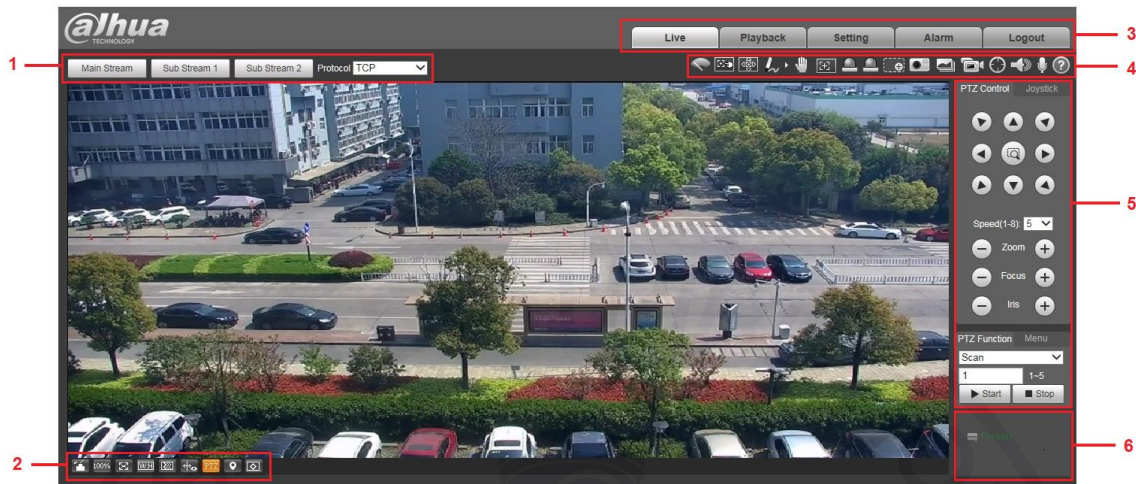 alhua
TECHNOLOGY
Live Playback Setting Alarm Logout
3
1
Main Stream Sub Stream 1 Sub Stream 2 Protocol TCP
4
PTZ Control Joystick
5
Speed(1-8): 5
Zoom
Focus
Iris
PTZ Function Menu
Scan
1 1~5
Start Stop
6
2
100% W:H PTZ